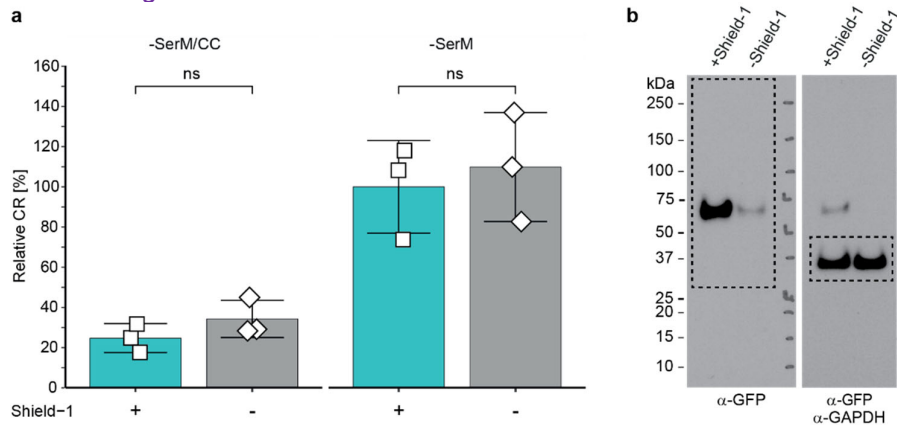 a
-SerM/CC
-SerM
ns
ns
Relative CR [%]
160
140
120
100
80
60
40
20
0
Shield−1 + - + -
b
+Shield-1 -Shield-1 +Shield-1 -Shield-1
kDa
250
150
100
75
50
37
25
20
15
10
α-GFP α-GFP
α-GAPDH